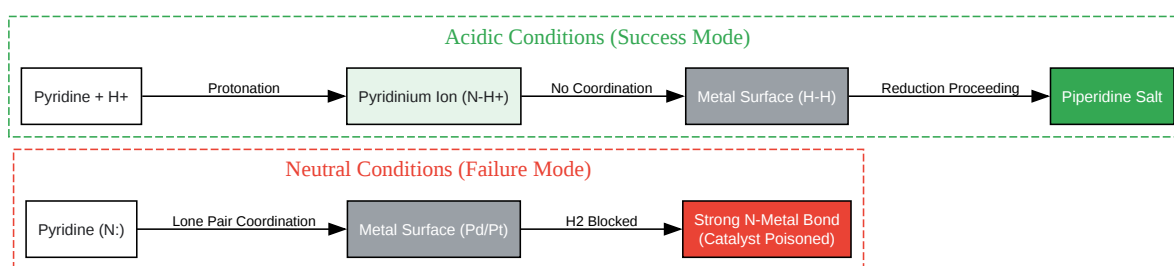 Acidic Conditions (Success Mode)
Pyridine + H+
Protonation
Pyridinium Ion (N-H+)
No Coordination
Metal Surface (H-H)
Reduction Proceeding
Piperidine Salt
Neutral Conditions (Failure Mode)
Pyridine (N:)
Lone Pair Coordination
Metal Surface (Pd/Pt)
H2 Blocked
Strong N-Metal Bond
(Catalyst Poisoned)